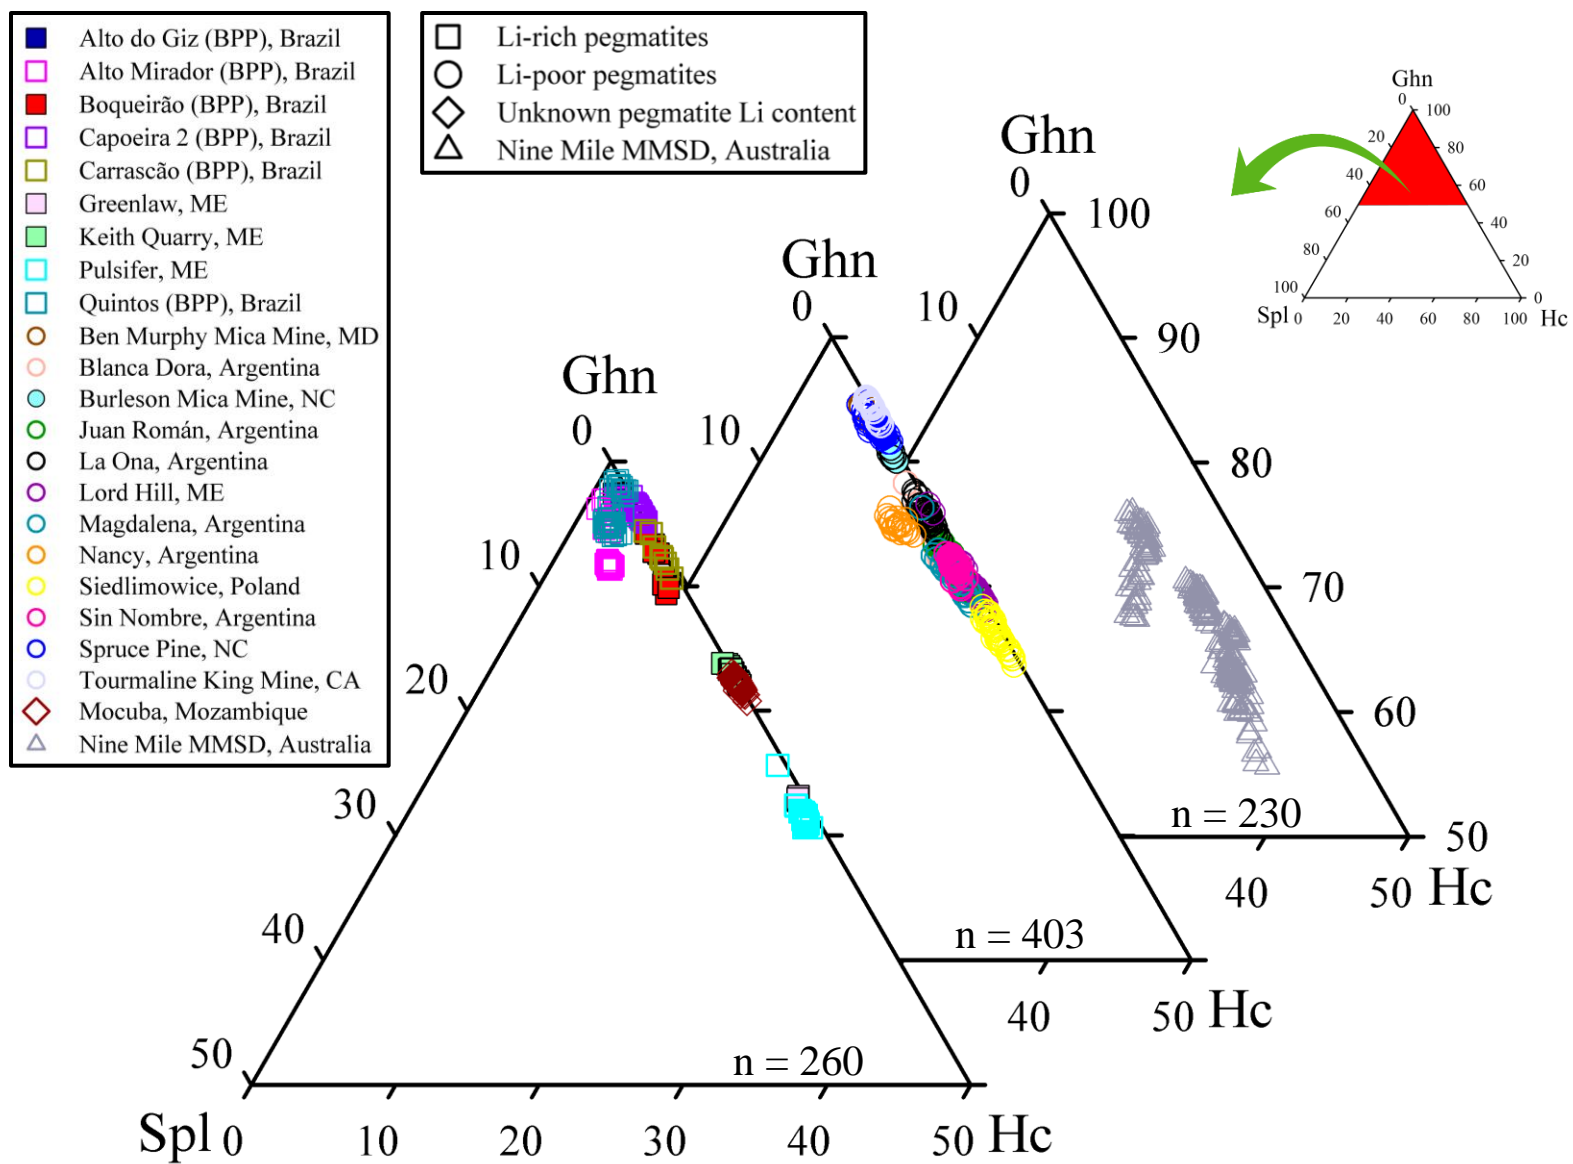 Alto do Giz (BPP), Brazil
Alto Mirador (BPP), Brazil
Boqueirão (BPP), Brazil
Capoeira 2 (BPP), Brazil
Carrascão (BPP), Brazil
Greenlaw, ME
Keith Quarry, ME
Pulsifer, ME
Quintos (BPP), Brazil
Ben Murphy Mica Mine, MD
Blanca Dora, Argentina
Burleson Mica Mine, NC
Juan Román, Argentina
La Ona, Argentina
Lord Hill, ME
Magdalena, Argentina
Nancy, Argentina
Siedlimowice, Poland
Sin Nombre, Argentina
Spruce Pine, NC
Tourmaline King Mine, CA
Mocuba, Mozambique
Nine Mile MMSD, Australia
Li-rich pegmatites
Li-poor pegmatites
Unknown pegmatite Li content
Nine Mile MMSD, Australia
Ghn
0 100
20 80
40 60
60 40
80 20
100 0
Spl 0 20 40 60 80 100 Hc
Ghn
0 100
10 90
80
70
60
n = 230 50
40 50 Hc
Ghn
0
10
n = 403
40 50 Hc
Ghn
0
10
20
30
40
50
n = 260
Spl 0 10 20 30 40 50 Hc